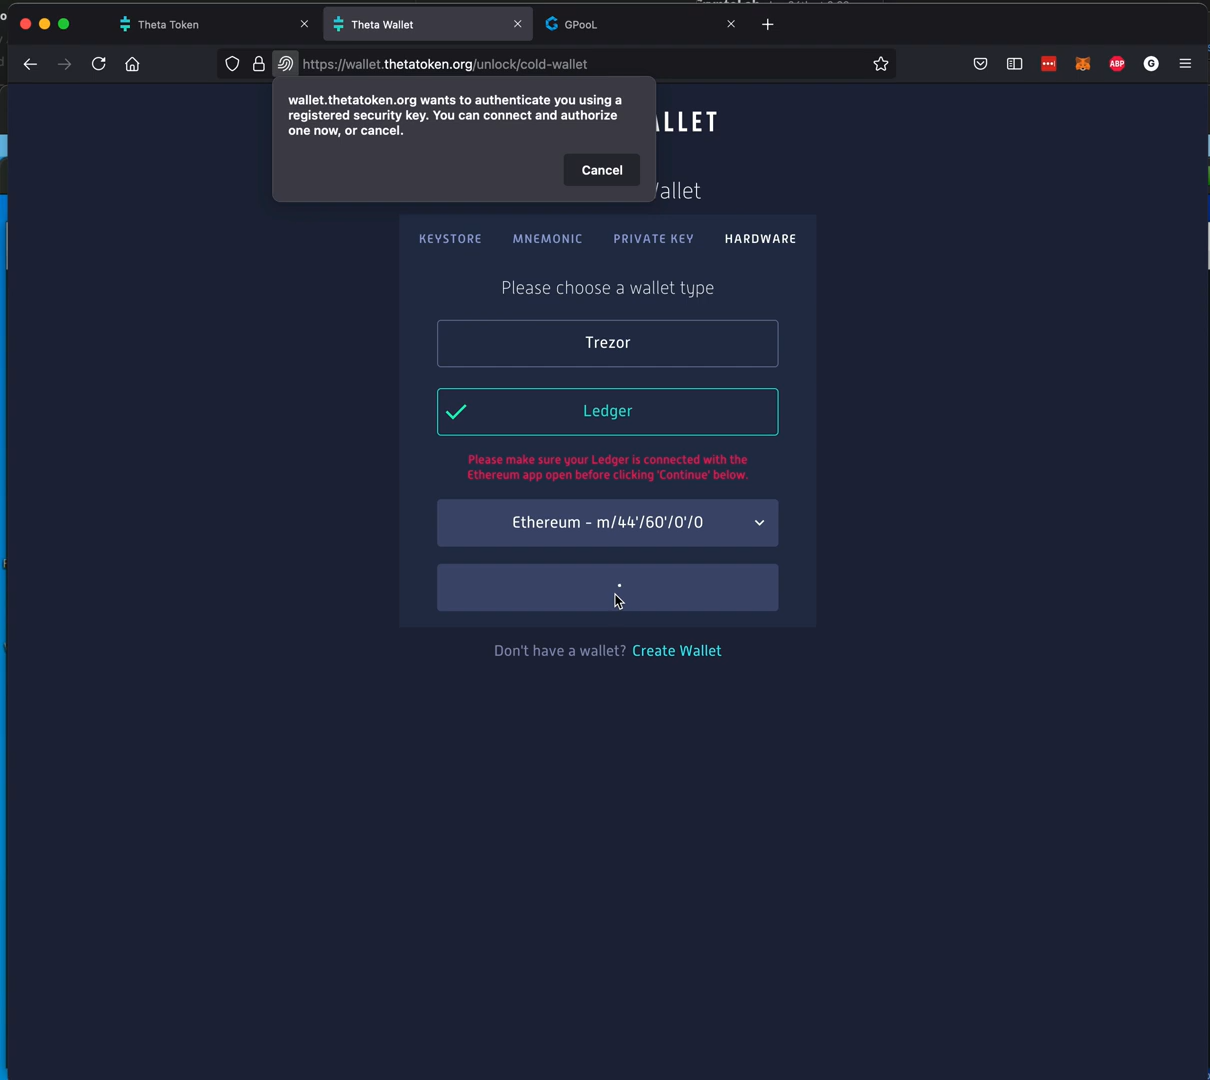 Theta Token
Theta Wallet
GPooL
https://wallet.thetatoken.org/unlock/cold-wallet
ABP
G
wallet.thetatoken.org wants to authenticate you using a
registered security key. You can connect and authorize
one now, or cancel.
Cancel
KEYSTORE
MNEMONIC
PRIVATE KEY
HARDWARE
Please choose a wallet type
Trezor
Ledger
Please make sure your Ledger is connected with the
Ethereum app open before clicking 'Continue' below.
Ethereum - m/44'/60'/0'/0
.
Don't have a wallet? Create Wallet